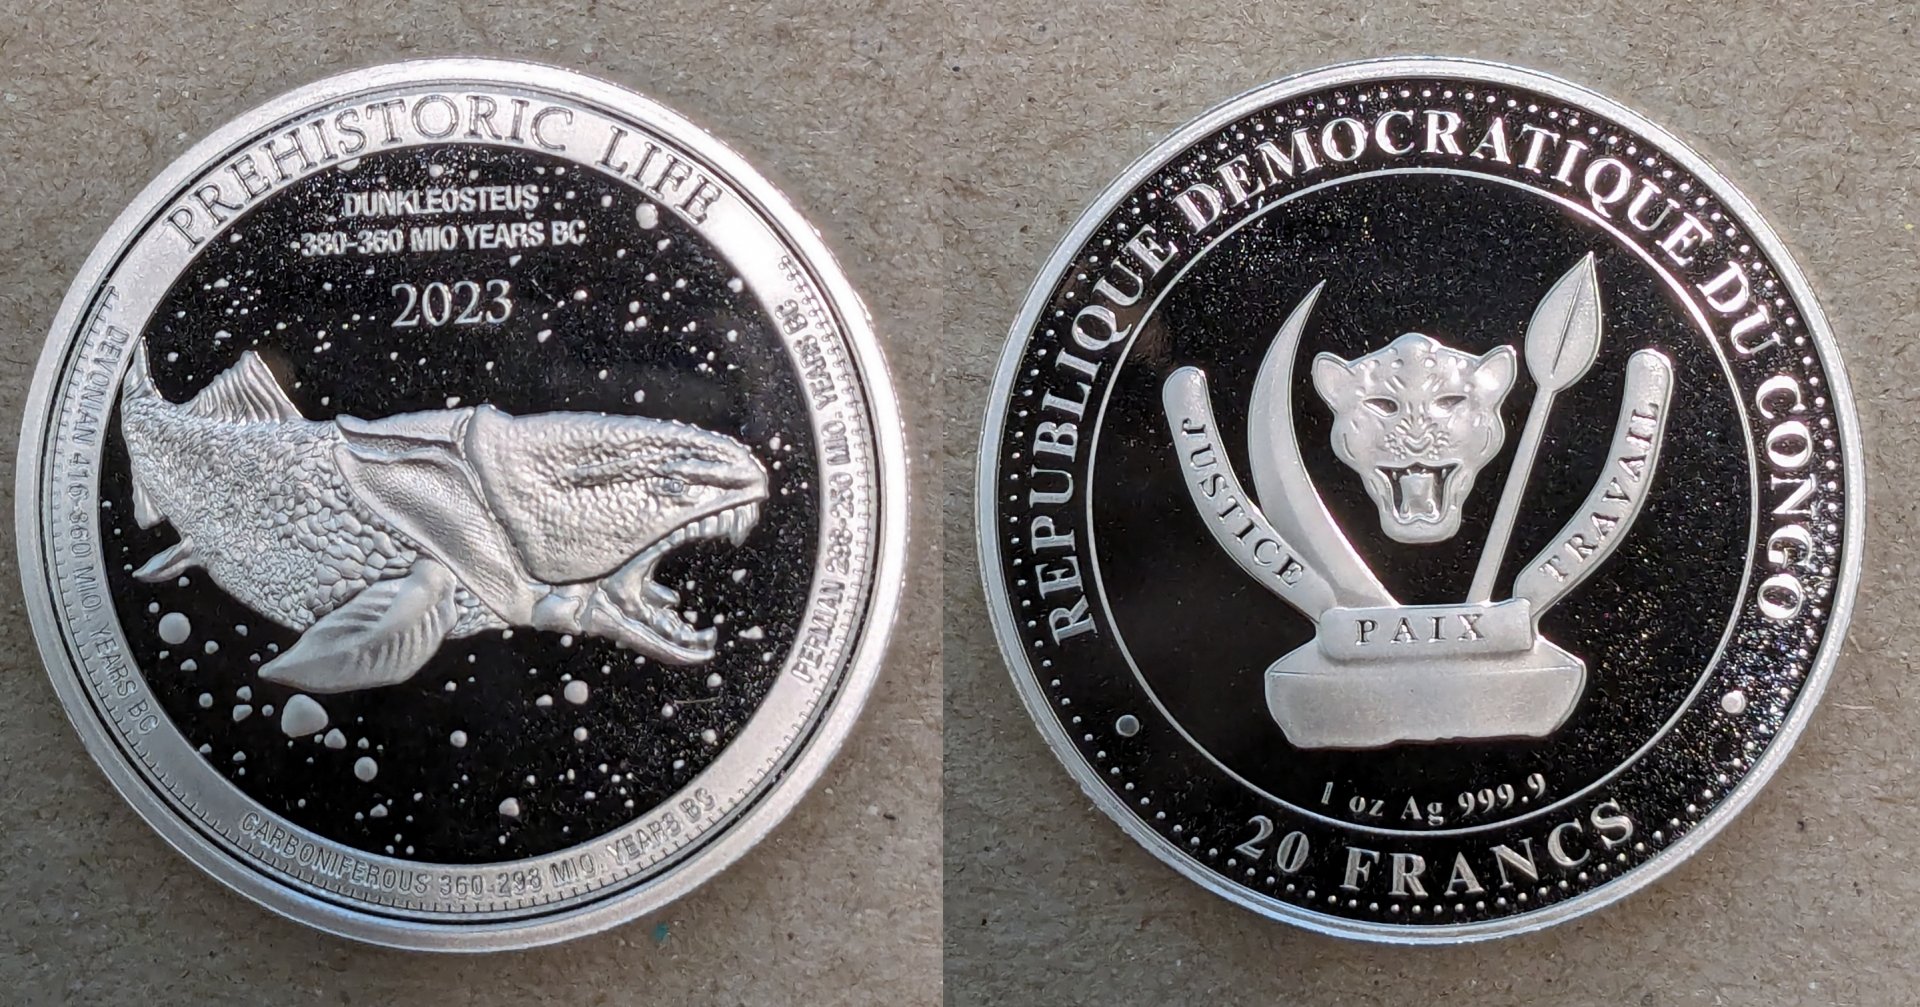 PREHISTORIC LIFE
DUNKLEOSTEUS
380-360 MIO YEARS BC
2023
DEVONIAN 416-360 MIO. YEARS BC
CARBONIFEROUS 360-298 MIO. YEARS BC
PERMIAN 298-250 MIO. YEARS BC
RÉPUBLIQUE DÉMOCRATIQUE DU CONGO
JUSTICE
PAIX
TRAVAIL
1 oz Ag 999.9
20 FRANCS